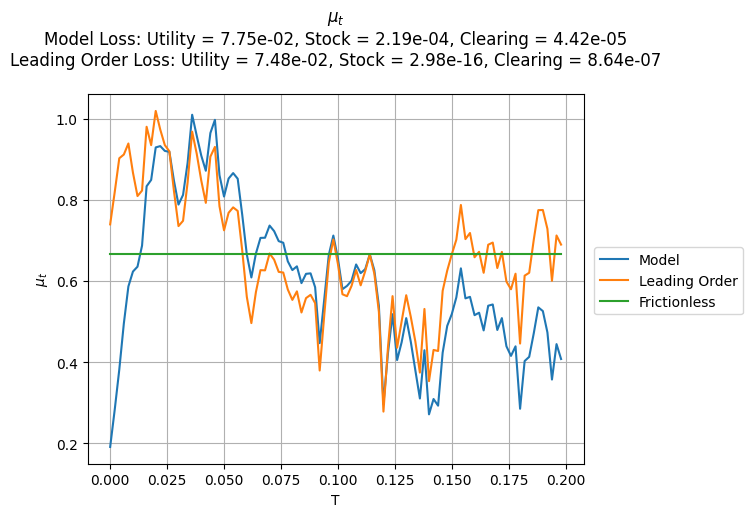 μ_t
Model Loss: Utility = 7.75e-02, Stock = 2.19e-04, Clearing = 4.42e-05
Leading Order Loss: Utility = 7.48e-02, Stock = 2.98e-16, Clearing = 8.64e-07
1.0
0.8
0.6
0.4
0.2
μ_t
0.000 0.025 0.050 0.075 0.100 0.125 0.150 0.175 0.200
T
Model
Leading Order
Frictionless